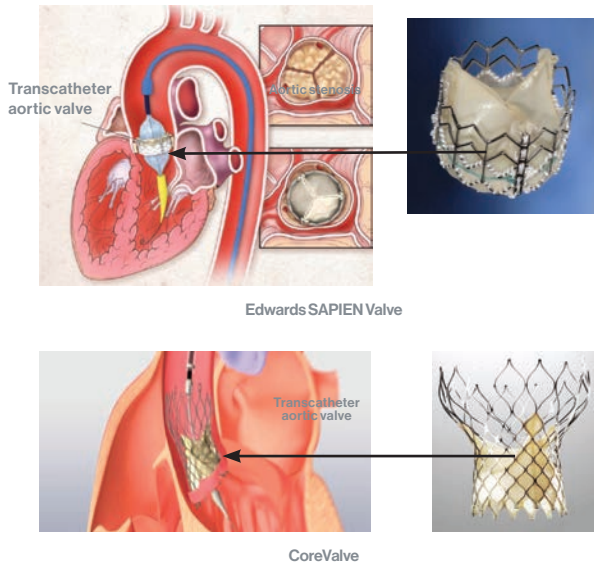 Transcatheter
aortic valve
Aortic stenosis
Edwards SAPIEN Valve
Transcatheter
aortic valve
CoreValve